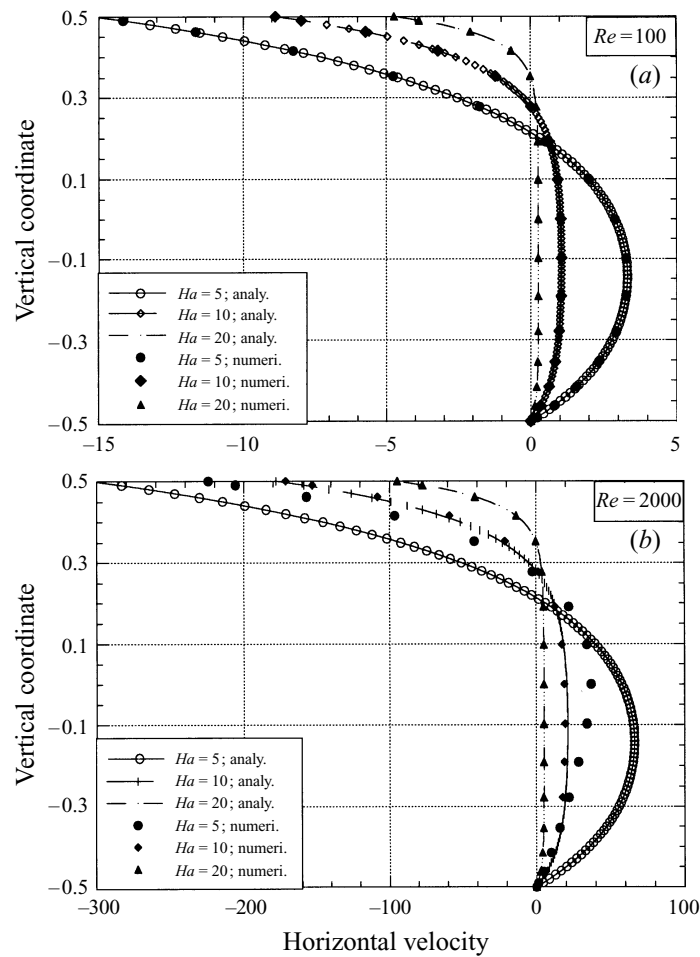 0.5
Re = 100
(a)
0.3
0.1
Vertical coordinate
−0.1
Ha = 5; analy.
Ha = 10; analy.
Ha = 20; analy.
−0.3
Ha = 5; numeri.
Ha = 10; numeri.
Ha = 20; numeri.
−0.5
−15
−10
−5
0
5
0.5
Re = 2000
(b)
0.3
0.1
Vertical coordinate
−0.1
Ha = 5; analy.
Ha = 10; analy.
−0.3
Ha = 20; analy.
Ha = 5; numeri.
Ha = 10; numeri.
Ha = 20; numeri.
−0.5
−300
−200
−100
0
100
Horizontal velocity